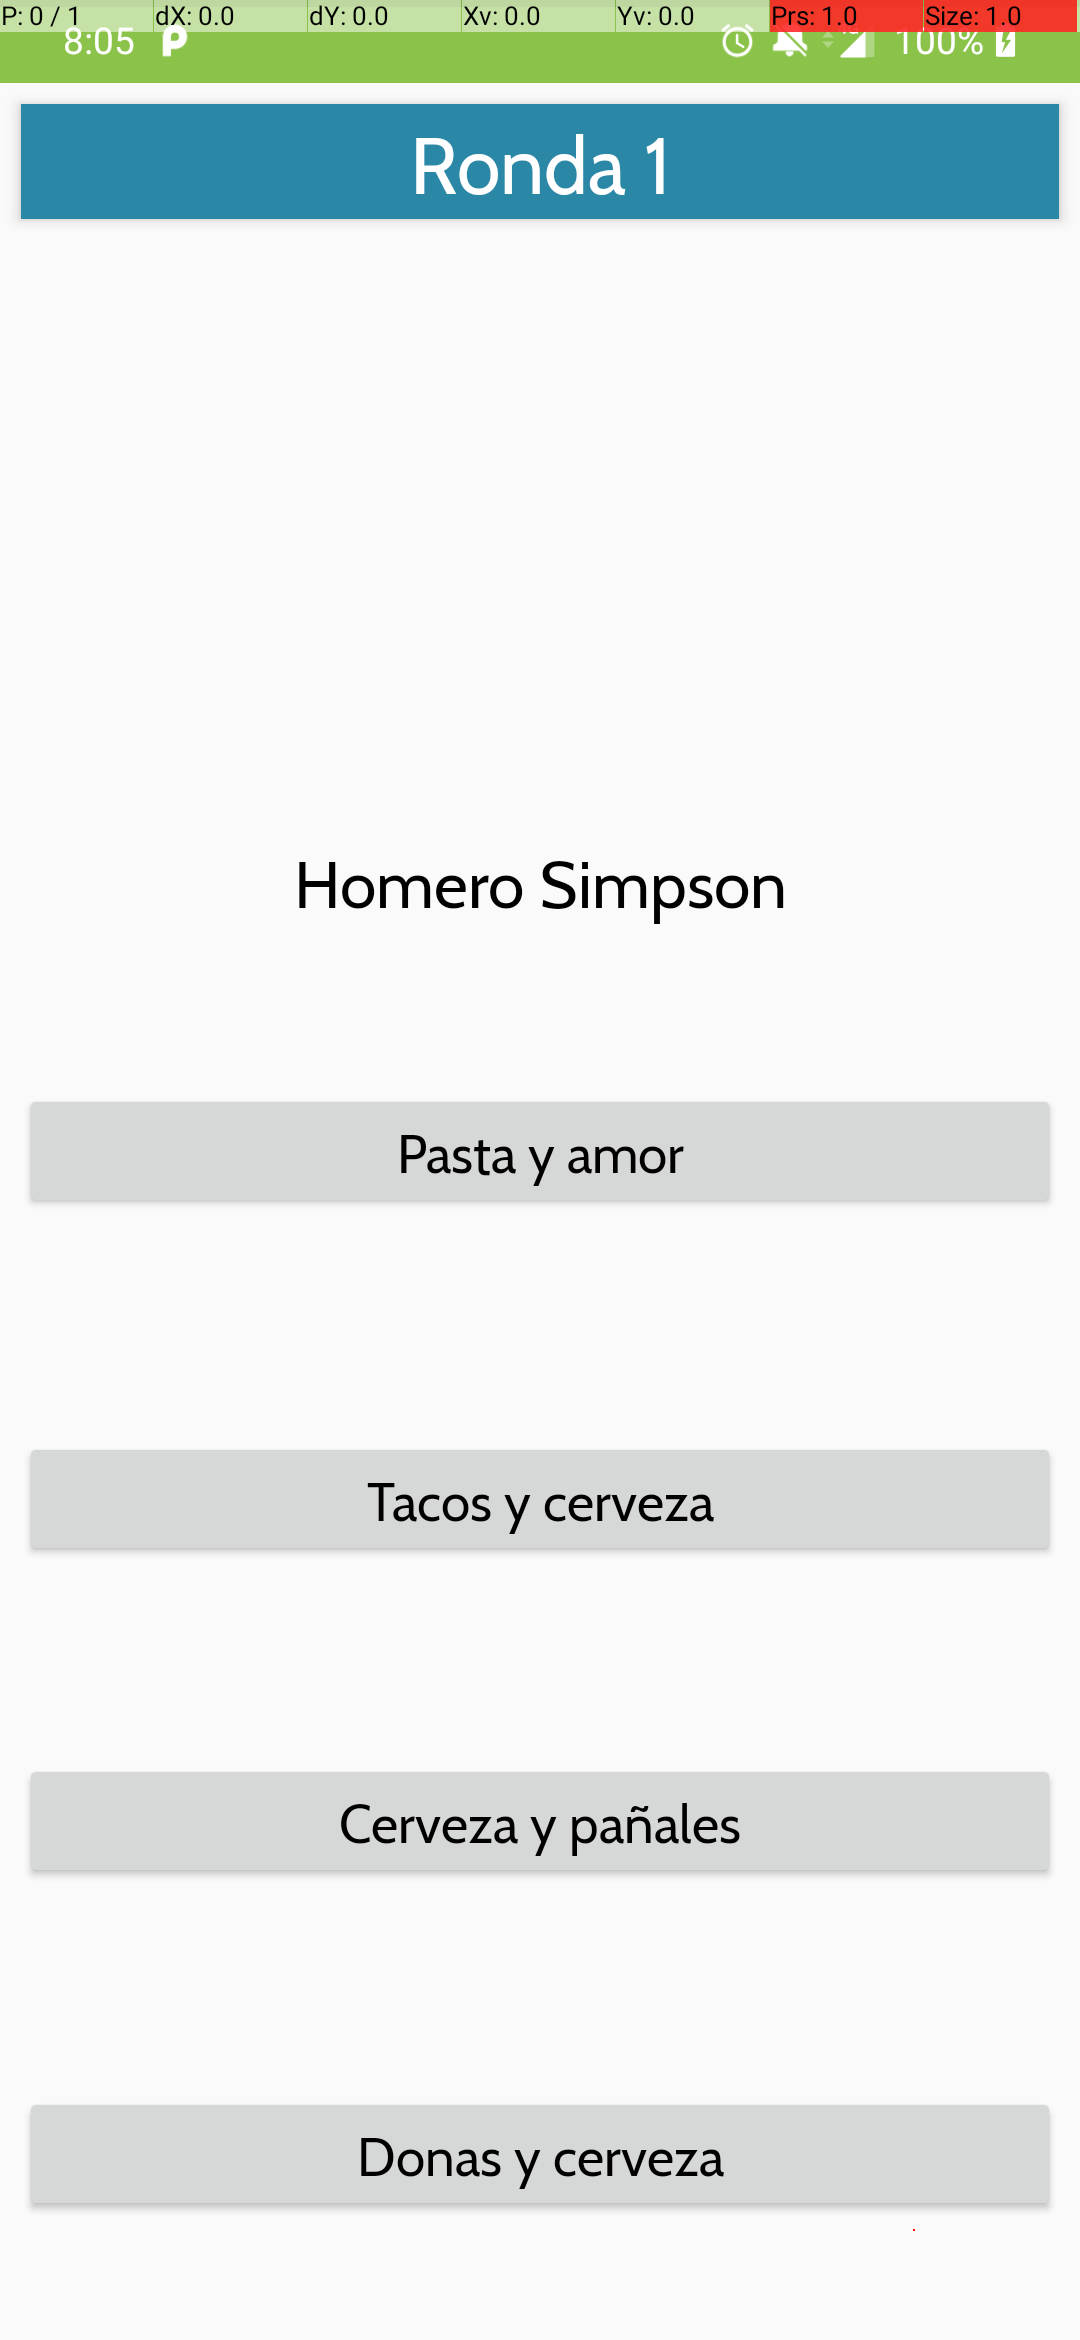 P: 0 / 1 dX: 0.0 dY: 0.0 Xv: 0.0 Yv: 0.0 Prs: 1.0 Size: 1.0
8:05 100%
Ronda 1
Homero Simpson
Pasta y amor
Tacos y cerveza
Cerveza y pañales
Donas y cerveza